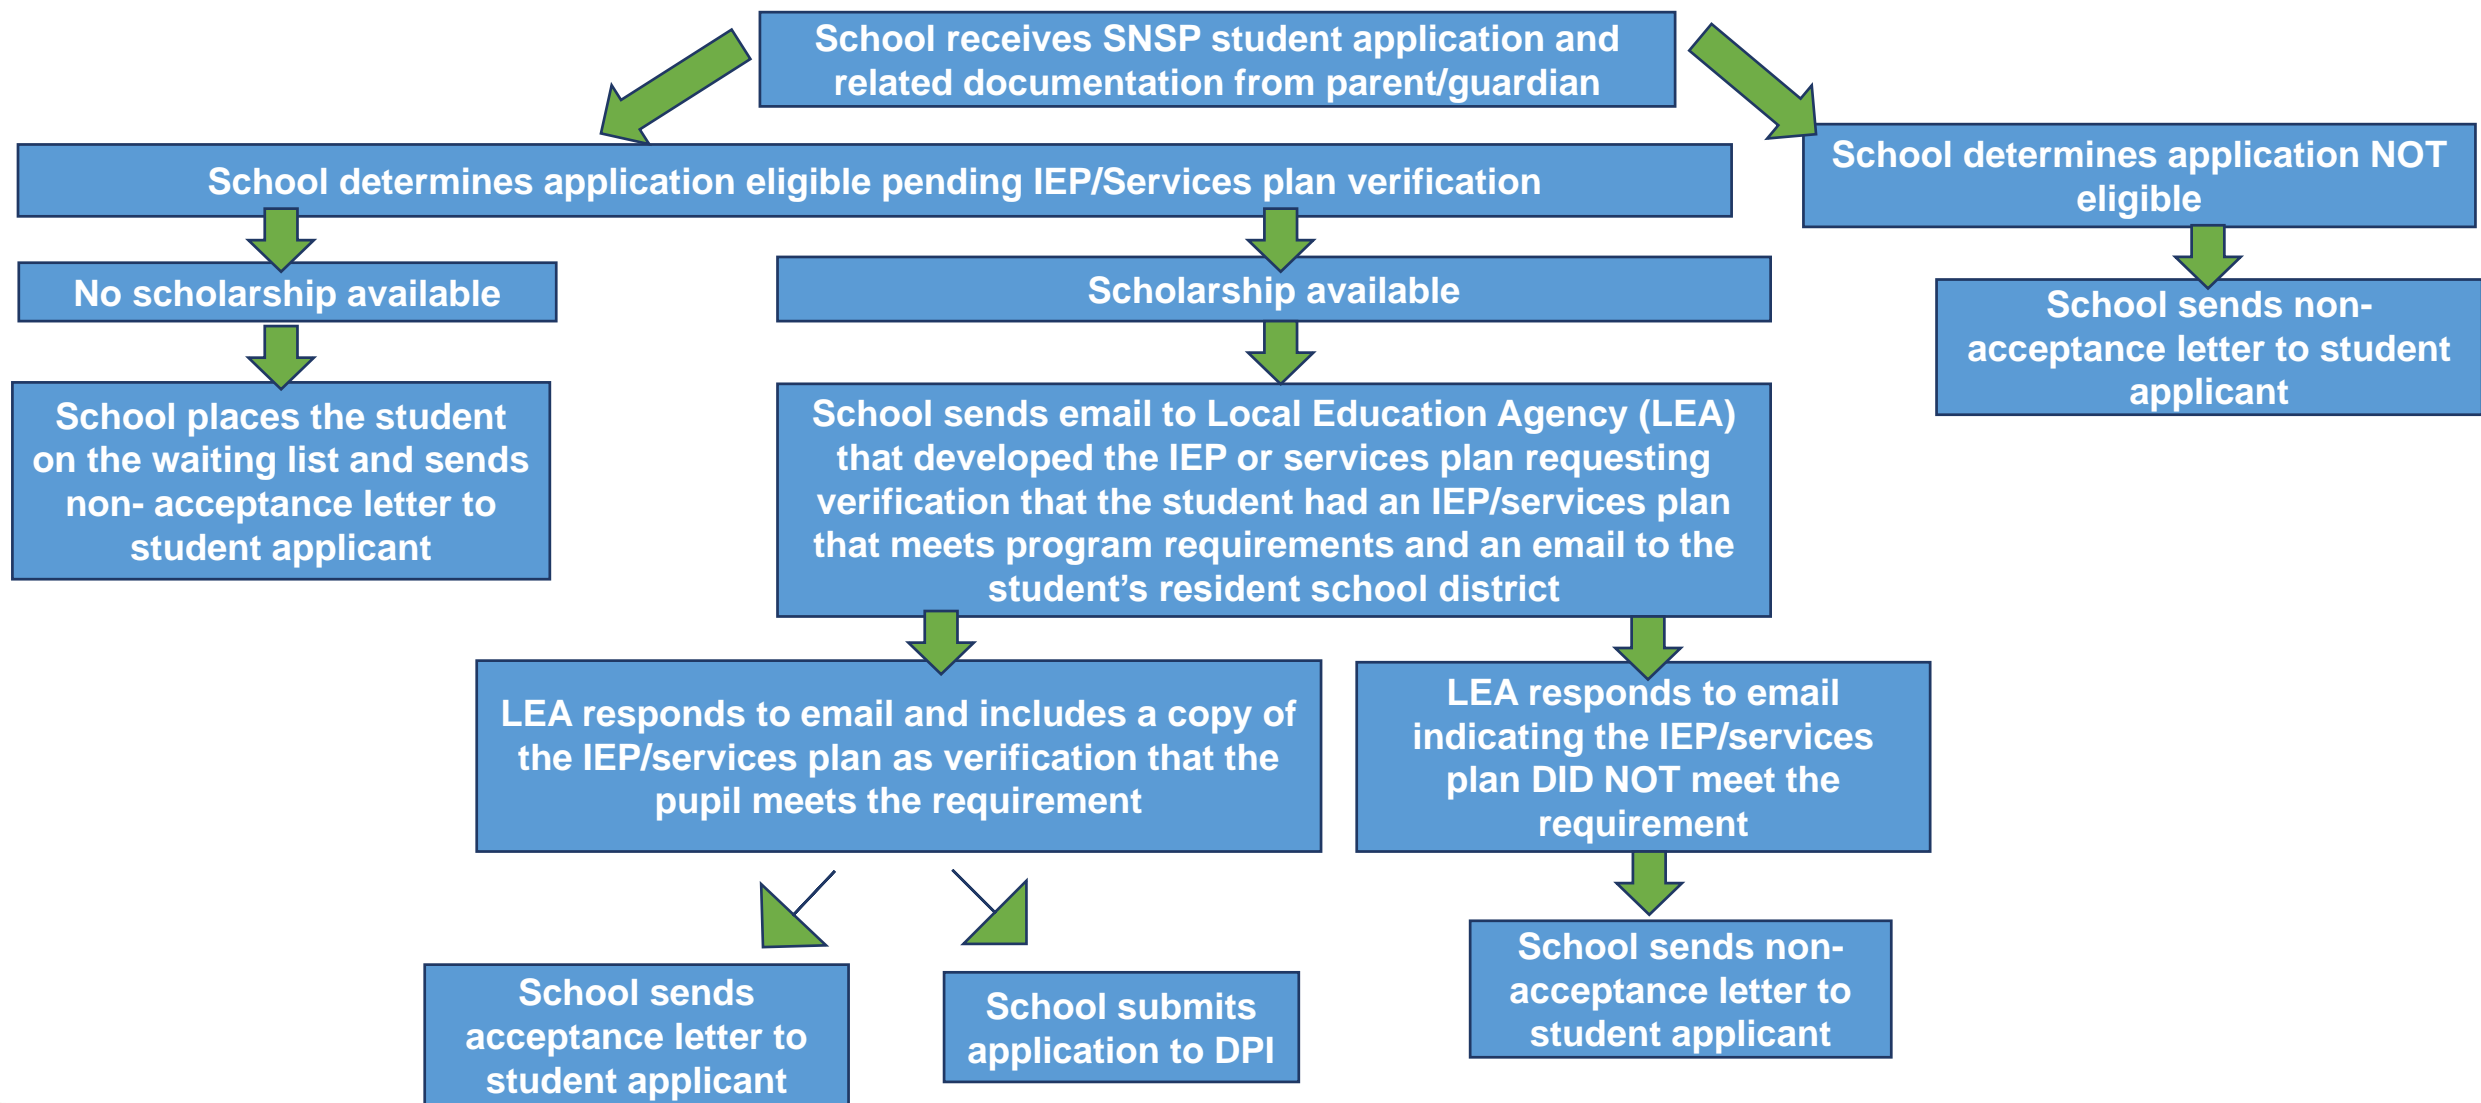 School receives SNSP student application and
related documentation from parent/guardian
School determines application eligible pending IEP/Services plan verification
School determines application NOT
eligible
No scholarship available
Scholarship available
School sends non-
acceptance letter to student
applicant
School places the student
on the waiting list and sends
non- acceptance letter to
student applicant
School sends email to Local Education Agency (LEA)
that developed the IEP or services plan requesting
verification that the student had an IEP/services plan
that meets program requirements and an email to the
student’s resident school district
LEA responds to email and includes a copy of
the IEP/services plan as verification that the
pupil meets the requirement
LEA responds to email
indicating the IEP/services
plan DID NOT meet the
requirement
School sends
acceptance letter to
student applicant
School submits
application to DPI
School sends non-
acceptance letter to
student applicant